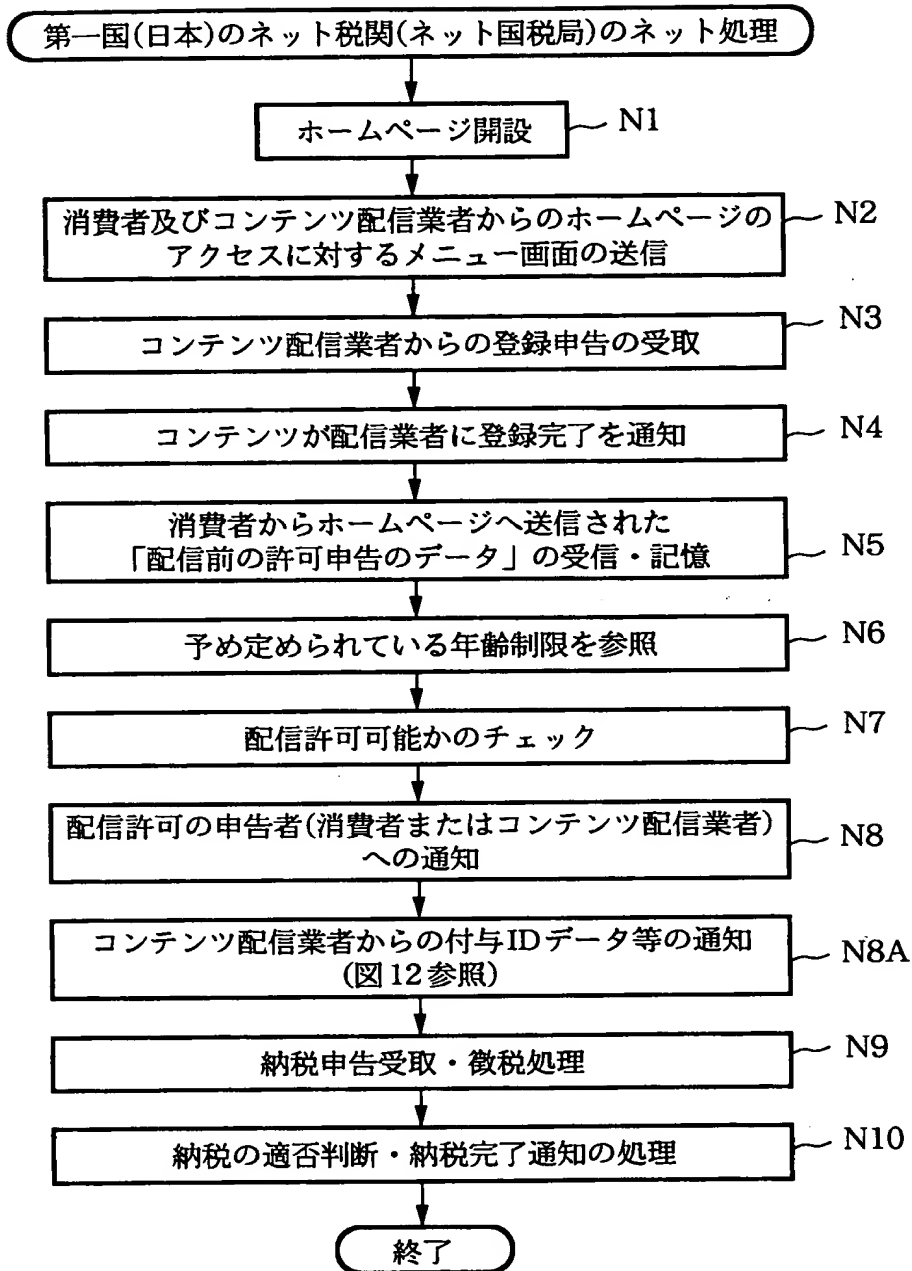 第一国(日本)のネット税関(ネット国税局)のネット処理
ホームページ開設
N1
消費者及びコンテンツ配信業者からのホームページの
アクセスに対するメニュー画面の送信
N2
コンテンツ配信業者からの登録申告の受取
N3
コンテンツが配信業者に登録完了を通知
N4
消費者からホームページへ送信された
「配信前の許可申告のデータ」の受信・記憶
N5
予め定められている年齢制限を参照
N6
配信許可可能かのチェック
N7
配信許可の申告者(消費者またはコンテンツ配信業者)
への通知
N8
コンテンツ配信業者からの付与IDデータ等の通知
(図12参照)
N8A
納税申告受取・徴税処理
N9
納税の適否判断・納税完了通知の処理
N10
終了